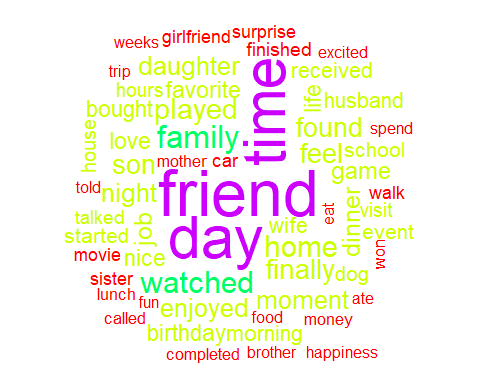 weeks girlfriend surprise
finished excited
trip daughter received
hours favorite life husband
bought played time found spend
house love family
son mother car feel school
told night friend game walk
talked job day wife eat dinner visit
started home event
movie nice watched finally dog won
sister
lunch fun enjoyed moment ate
called birthday food morning money
completed brother happiness